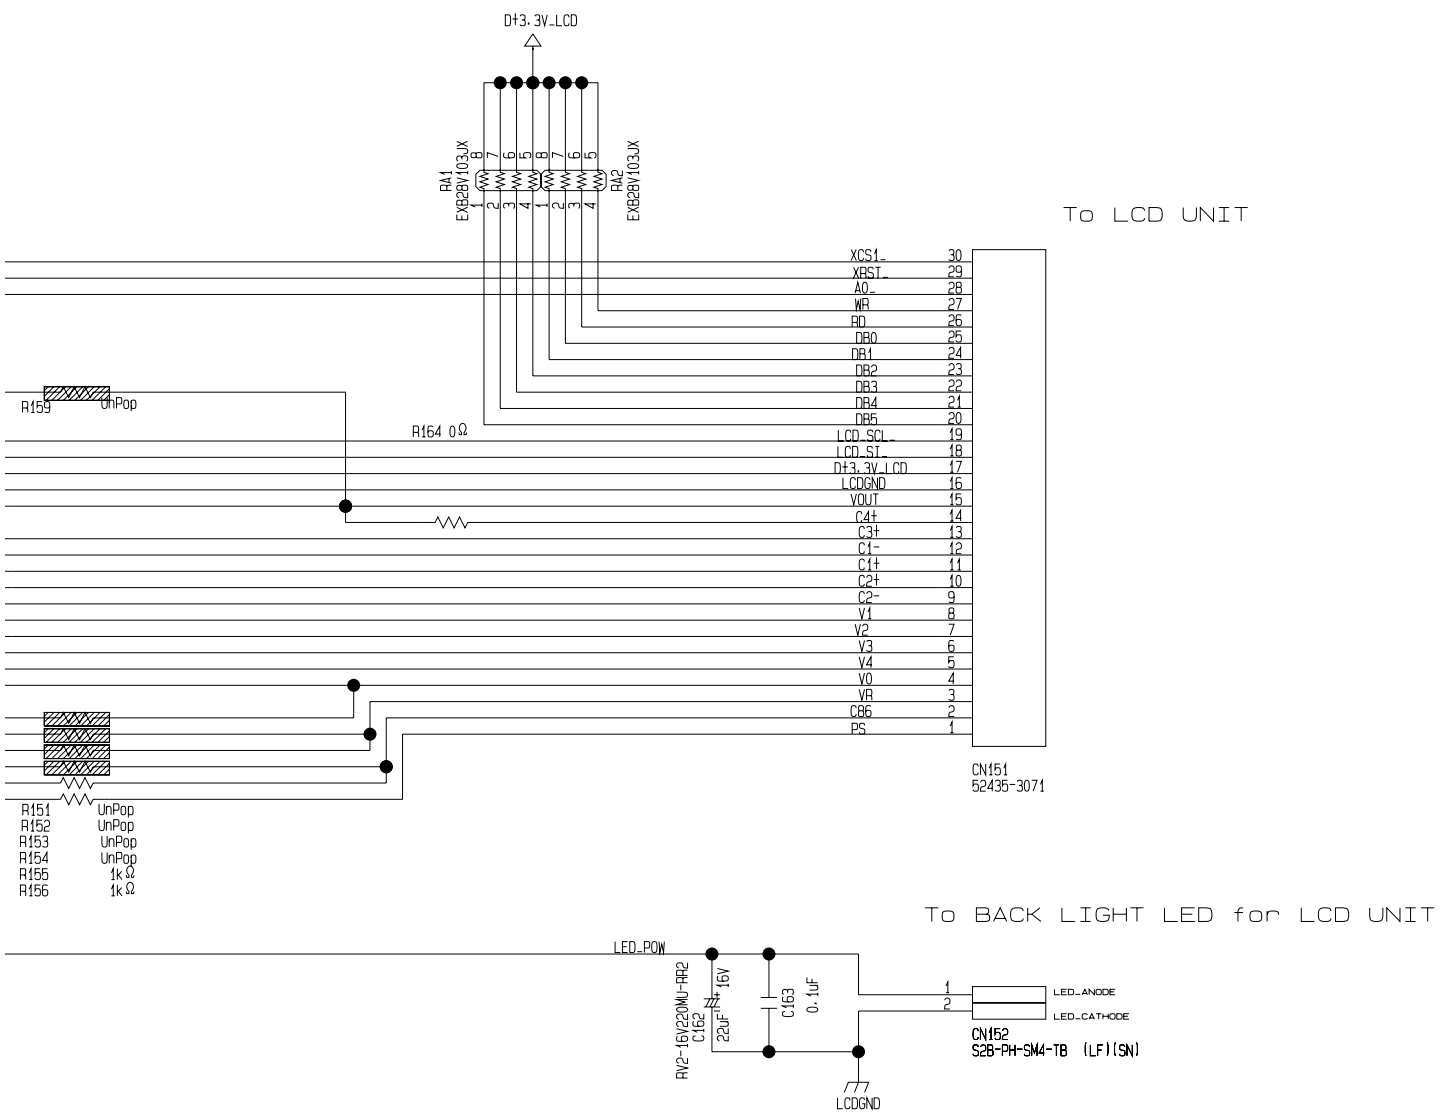 D+3.3V_LCD
RA1
EXB28V103JX
8 7 6 5 8 7 6 5
1 2 3 4 1 2 3 4
RA2
EXB28V103JX
To LCD UNIT
XCS1_ 30
XRST_ 29
A0_ 28
WR 27
RD 26
DB0 25
DB1 24
DB2 23
DB3 22
DB4 21
DB5 20
LCD_SCL_ 19
LCD_SI_ 18
D+3.3V_LCD 17
LCDGND 16
VOUT 15
C4+ 14
C3+ 13
C1- 12
C1+ 11
C2+ 10
C2- 9
V1 8
V2 7
V3 6
V4 5
V0 4
VR 3
C86 2
PS 1
R159 UnPop
R164 0Ω
CN151
52435-3071
R151 UnPop
R152 UnPop
R153 UnPop
R154 UnPop
R155 1kΩ
R156 1kΩ
To BACK LIGHT LED for LCD UNIT
LED_POW
RV2-16V220MU-RR2
C162
22uF
+
16V
C163
0.1uF
1 LED_ANODE
2 LED_CATHODE
CN152
S2B-PH-SM4-TB (LF)(SN)
LCDGND